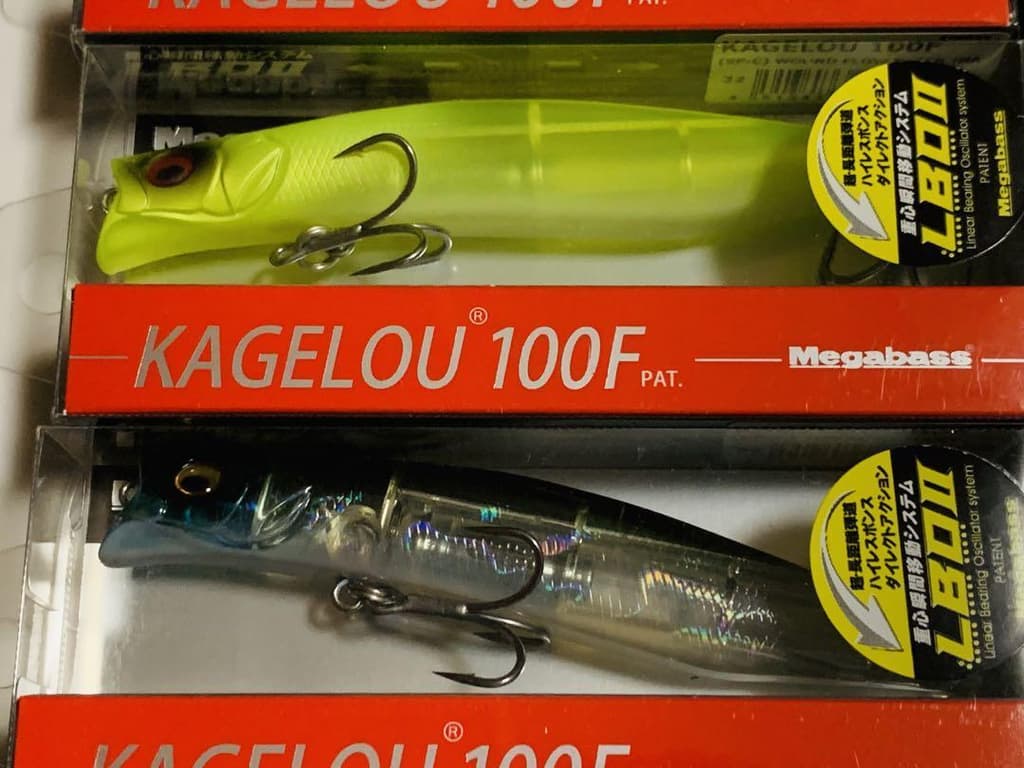 KAGELOU 100F PAT.
KAGELOU 100F
超・長距離弾道
ハイレスポンス
ダイレクトアクション
重心瞬間移動システム
LBOII
Linear Bearing Oscillator system
PATENT
Megabass
KAGELOU® 100F PAT.
Megabass
超・長距離弾道
ハイレスポンス
ダイレクトアクション
重心瞬間移動システム
LBOII
Linear Bearing Oscillator system
PATENT
KAGELOU® 100F